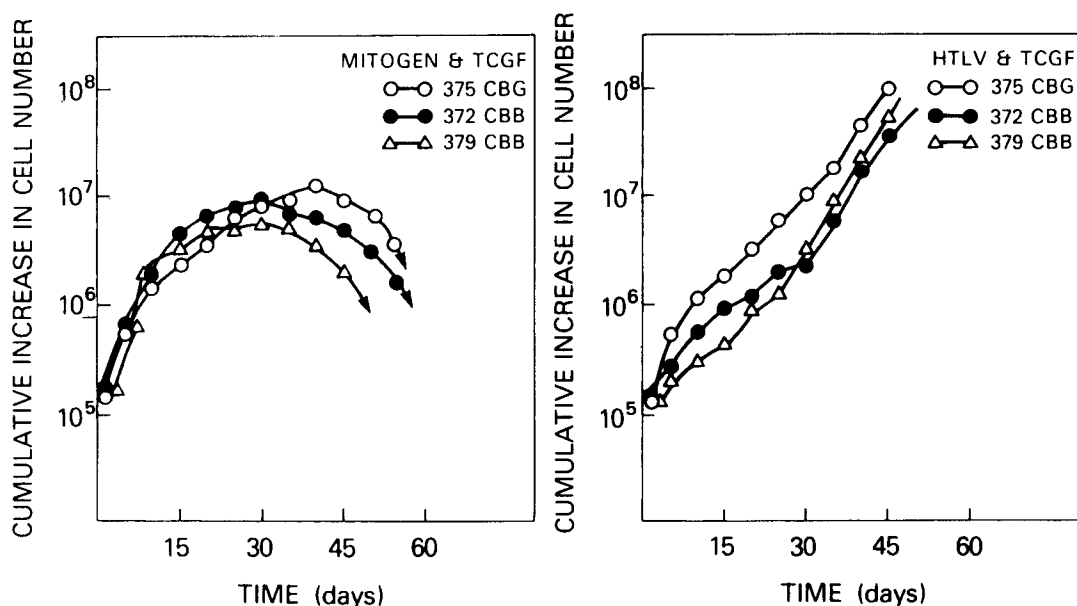 CUMULATIVE INCREASE IN CELL NUMBER
MITOGEN & TCGF
375 CBG
372 CBB
379 CBB
10⁸
10⁷
10⁶
10⁵
15 30 45 60
TIME (days)
CUMULATIVE INCREASE IN CELL NUMBER
HTLV & TCGF
375 CBG
372 CBB
379 CBB
10⁸
10⁷
10⁶
10⁵
15 30 45 60
TIME (days)